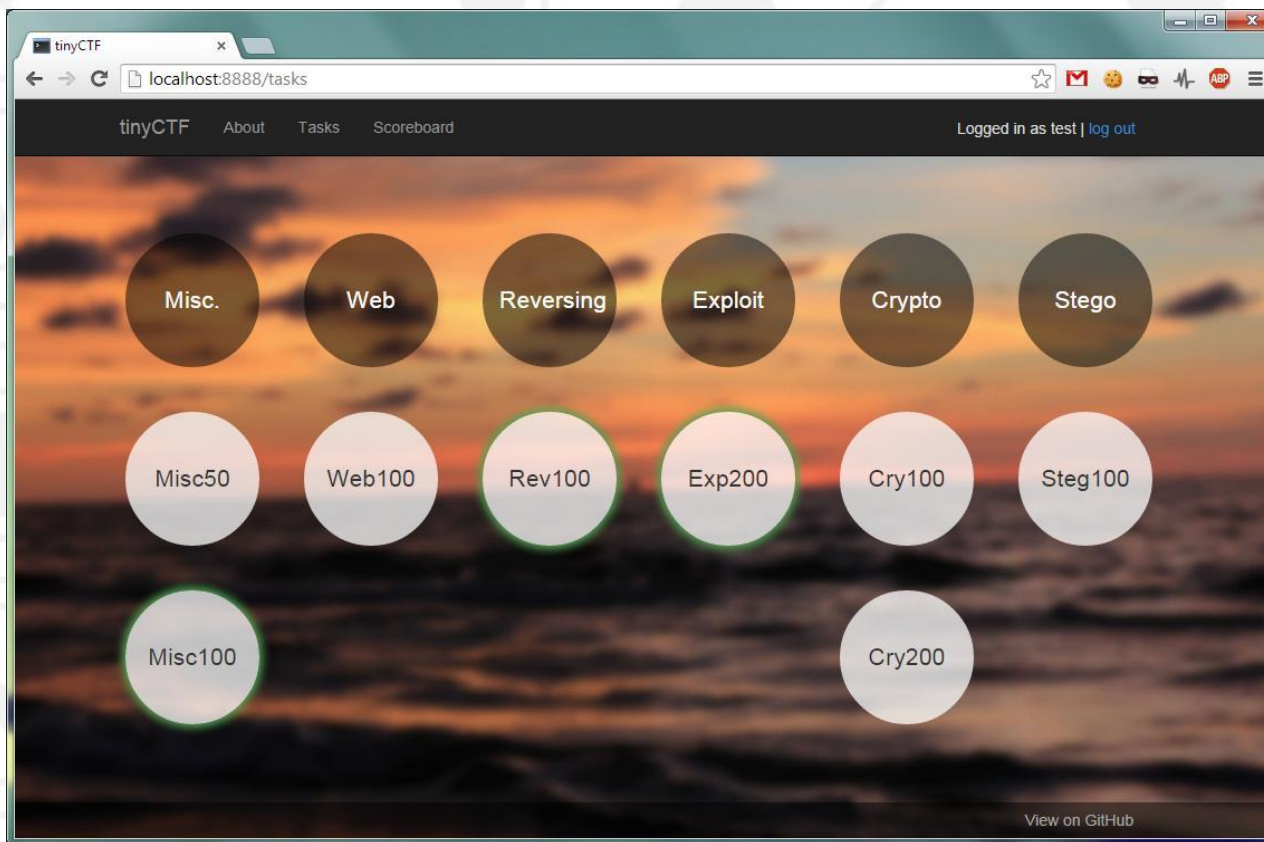 tinyCTF
localhost:8888/tasks
ABP
tinyCTF About Tasks Scoreboard Logged in as test | log out
Misc. Web Reversing Exploit Crypto Stego
Misc50 Web100 Rev100 Exp200 Cry100 Steg100
Misc100 Cry200
View on GitHub